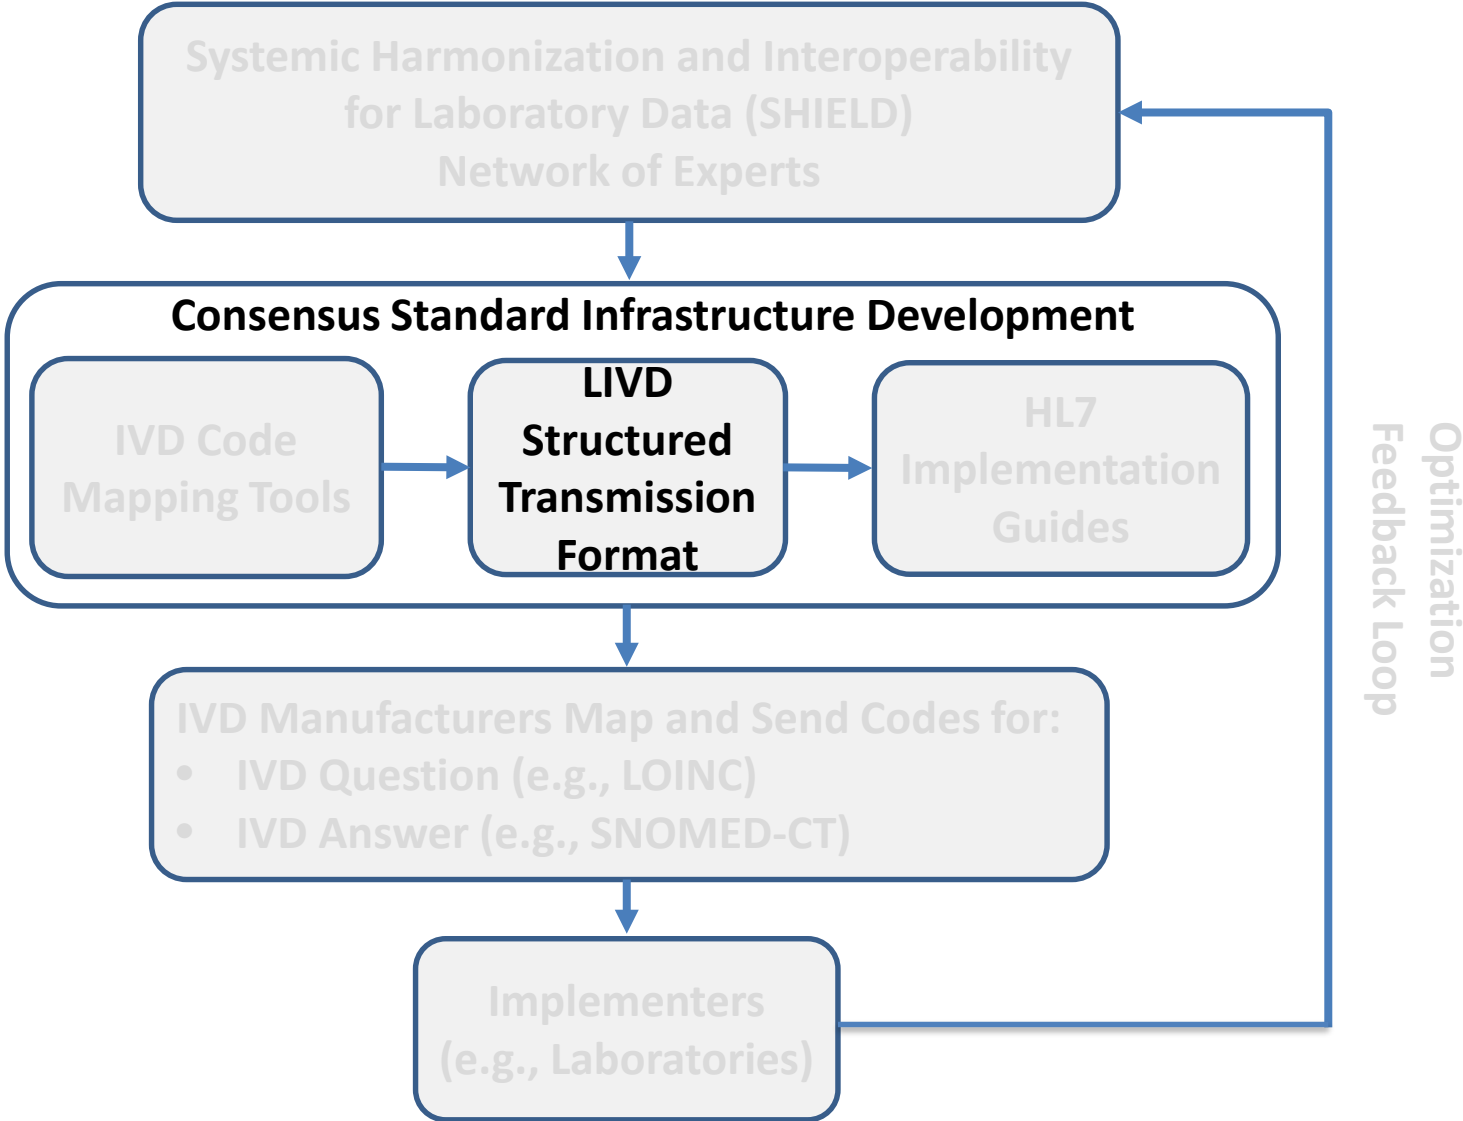 Systemic Harmonization and Interoperability
for Laboratory Data (SHIELD)
Network of Experts
Consensus Standard Infrastructure Development
IVD Code
Mapping Tools
LIVD
Structured
Transmission
Format
HL7
Implementation
Guides
Optimization
Feedback Loop
IVD Manufacturers Map and Send Codes for:
• IVD Question (e.g., LOINC)
• IVD Answer (e.g., SNOMED-CT)
Implementers
(e.g., Laboratories)